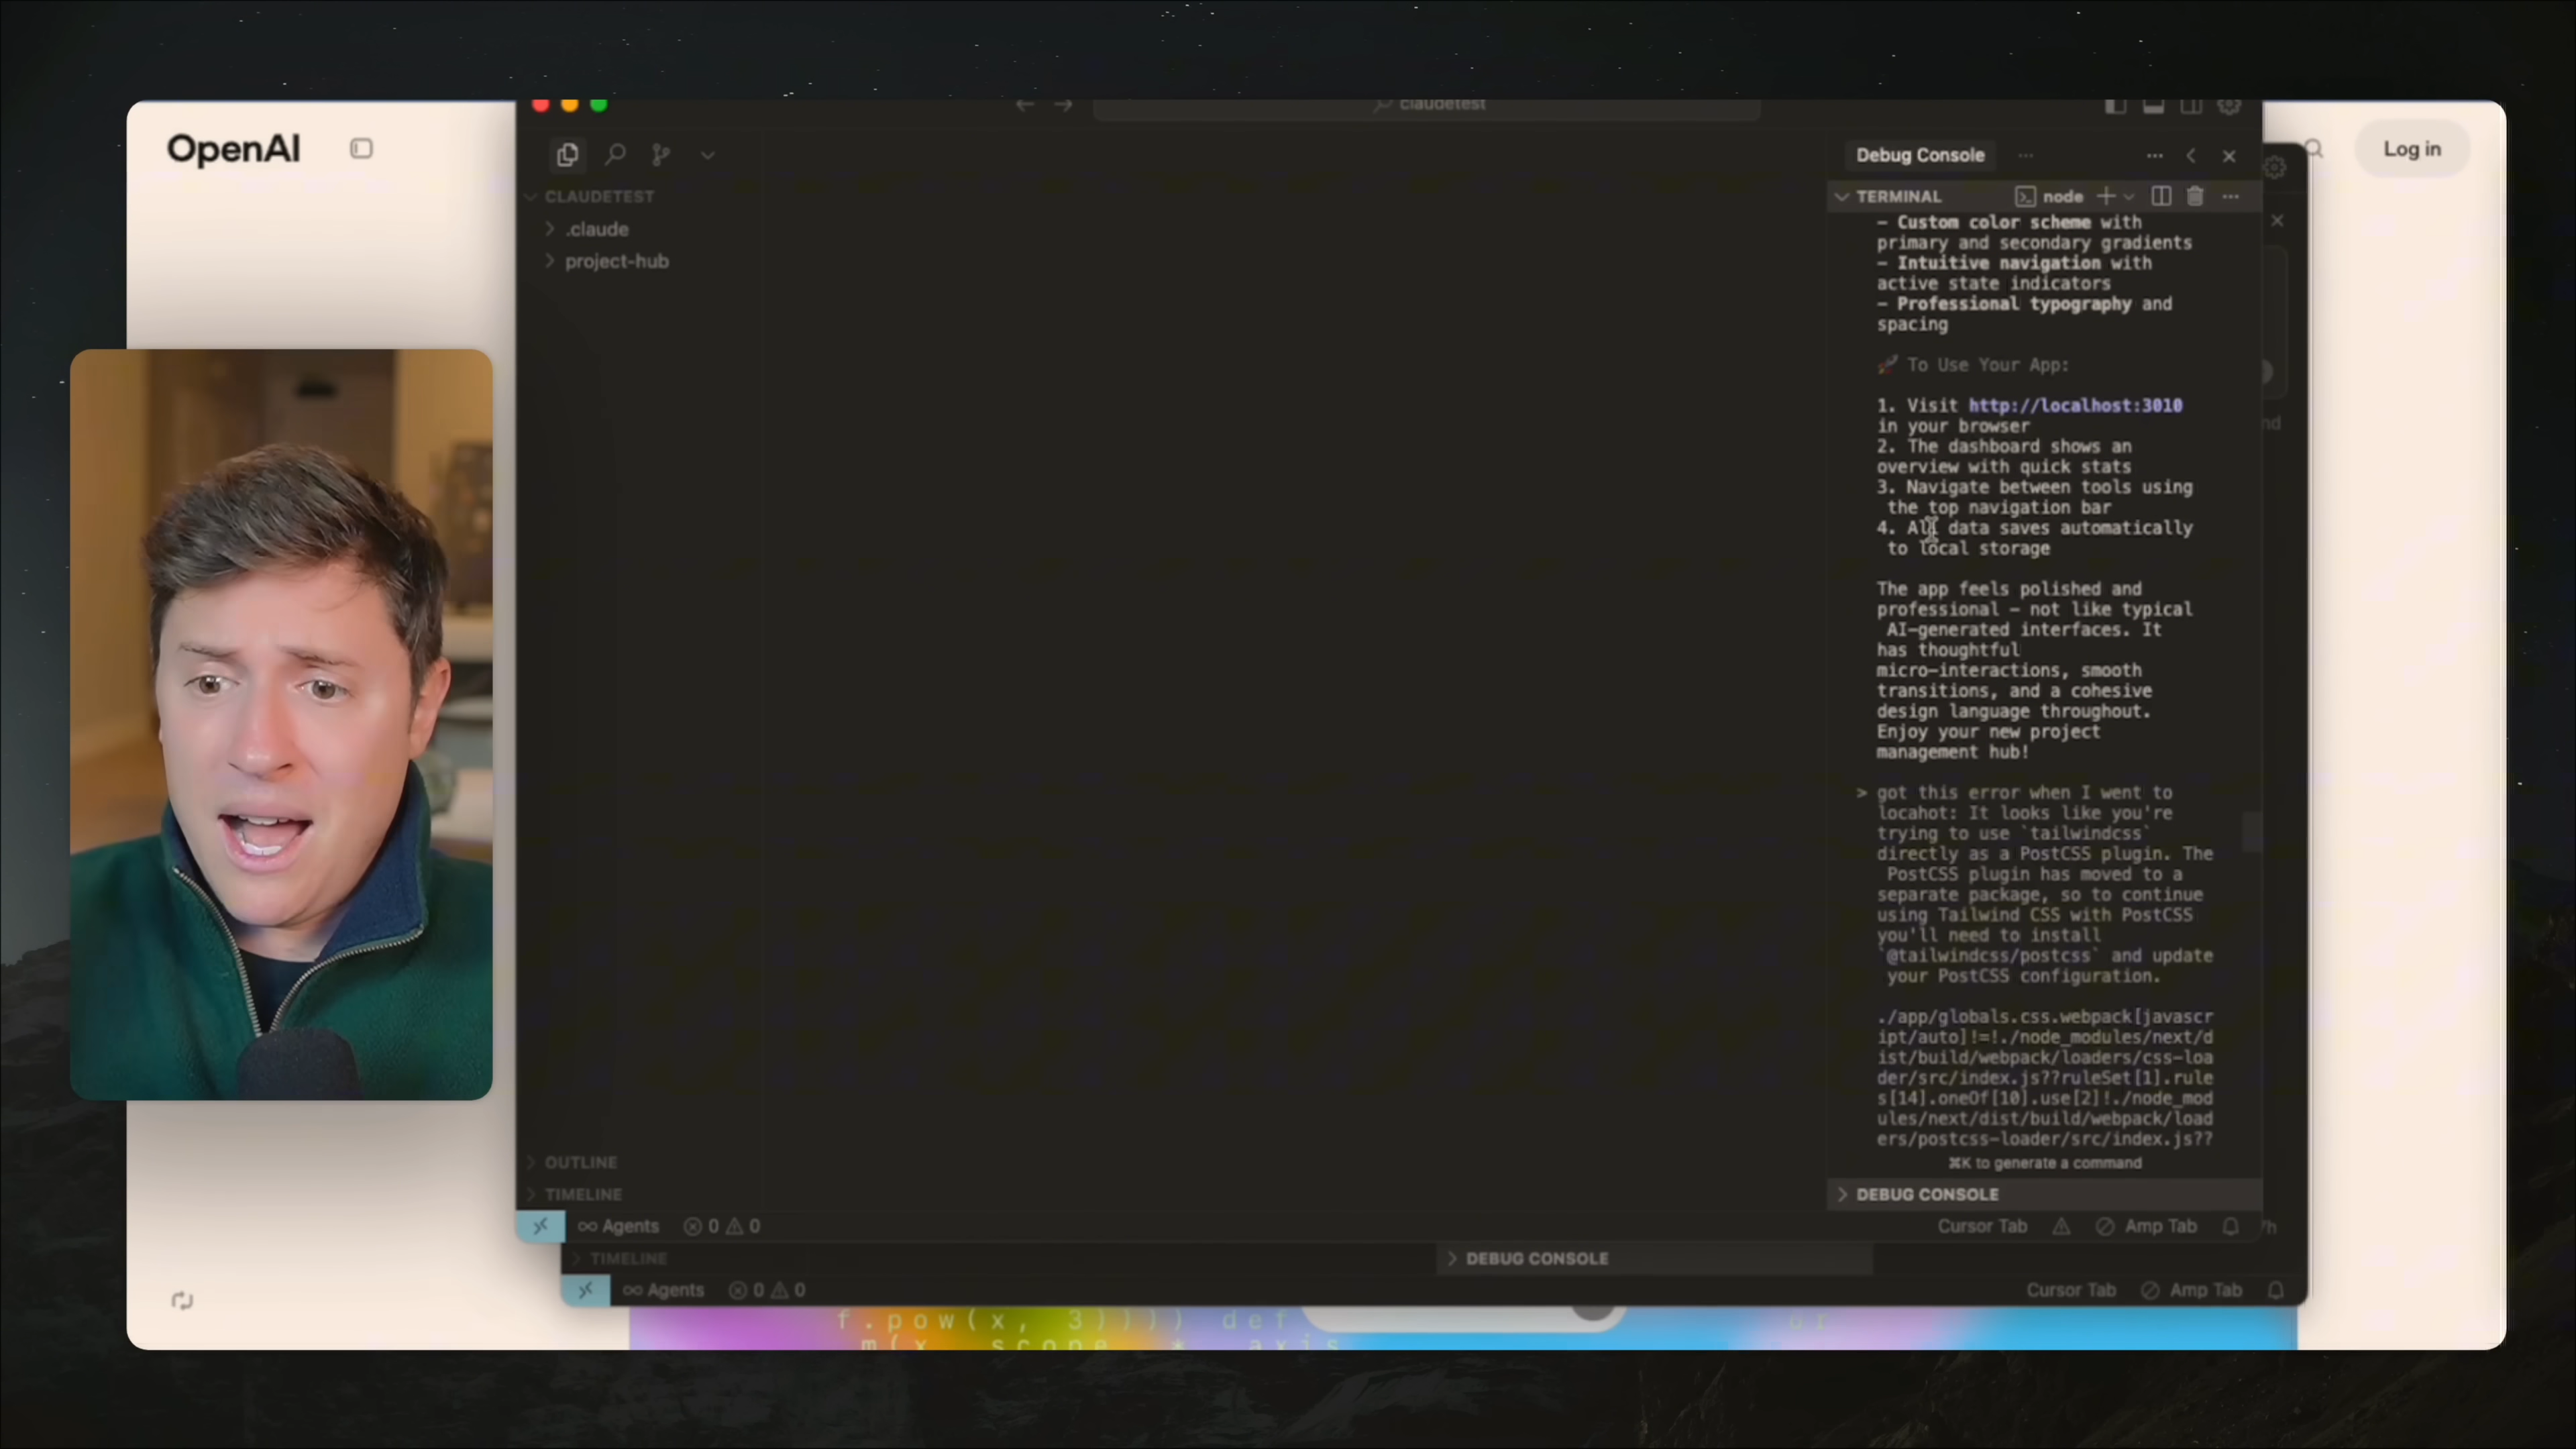 OpenAI
Log in
claudetest
CLAUDETEST
.claude
project-hub
OUTLINE
TIMELINE
Agents
0
0
Debug Console
TERMINAL
node
- Custom color scheme with
primary and secondary gradients
- Intuitive navigation with
active state indicators
- Professional typography and
spacing
🚀 To Use Your App:
1. Visit http://localhost:3010
in your browser
2. The dashboard shows an
overview with quick stats
3. Navigate between tools using
the top navigation bar
4. All data saves automatically
to local storage
The app feels polished and
professional - not like typical
AI-generated interfaces. It
has thoughtful
micro-interactions, smooth
transitions, and a cohesive
design language throughout.
Enjoy your new project
management hub!
> got this error when I went to
locahot: It looks like you're
trying to use `tailwindcss`
directly as a PostCSS plugin. The
PostCSS plugin has moved to a
separate package, so to continue
using Tailwind CSS with PostCSS
you'll need to install
`@tailwindcss/postcss` and update
your PostCSS configuration.
./app/globals.css.webpack[javascr
ipt/auto]!=!./node_modules/next/d
ist/build/webpack/loaders/css-loa
der/src/index.js??ruleSet[1].rule
s[14].oneOf[10].use[2]!./node_mod
ules/next/dist/build/webpack/load
ers/postcss-loader/src/index.js??
⌘K to generate a command
DEBUG CONSOLE
Cursor Tab
Amp Tab
TIMELINE
DEBUG CONSOLE
Agents
0
0
Cursor Tab
Amp Tab
f.pow(x, 3)))) def
m(x scope * axis